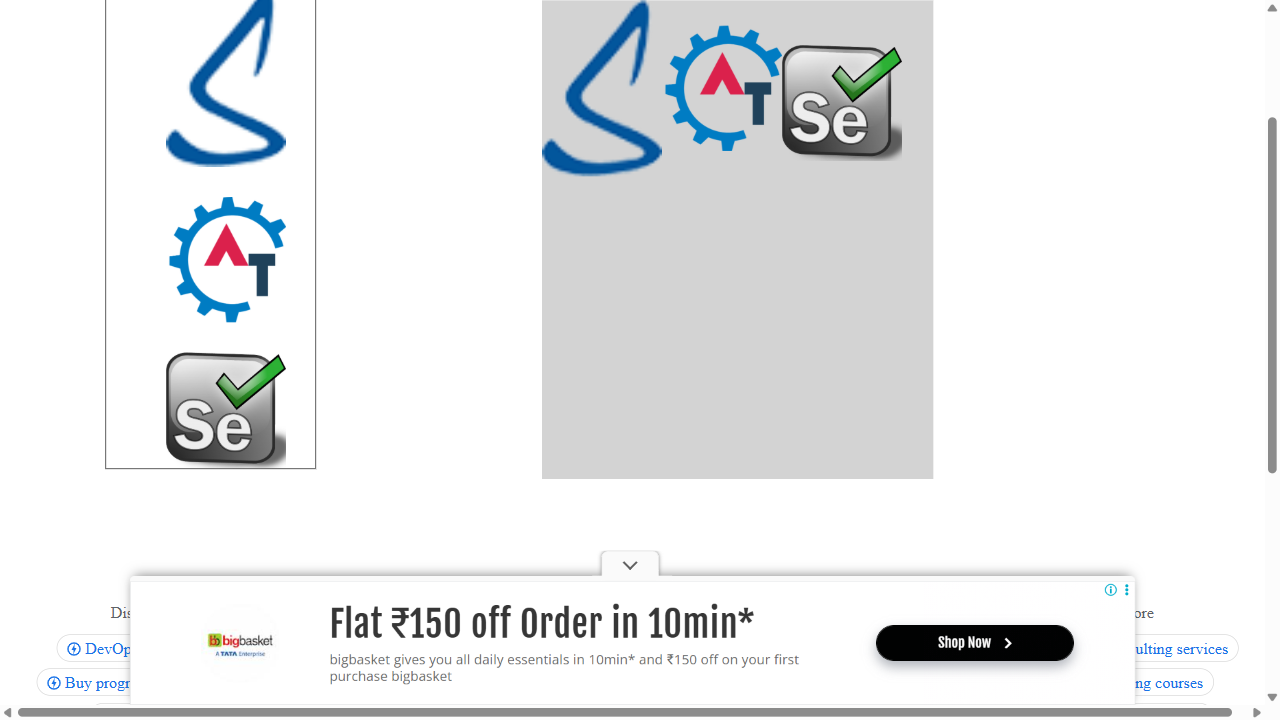 Se
Se
Flat ₹150 off Order in 10min*
bigbasket
A TATA Enterprise
bigbasket gives you all daily essentials in 10min* and ₹150 off on your first
purchase bigbasket
Shop Now
Dis
ore
DevOp
ulting services
Buy progr
ng courses